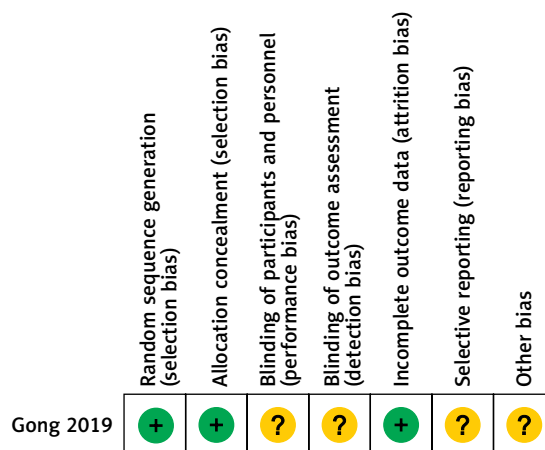 Random sequence generation
(selection bias)
Allocation concealment (selection bias)
Blinding of participants and personnel
(performance bias)
Blinding of outcome assessment
(detection bias)
Incomplete outcome data (attrition bias)
Selective reporting (reporting bias)
Other bias
Gong 2019 + + ? ? + ? ?